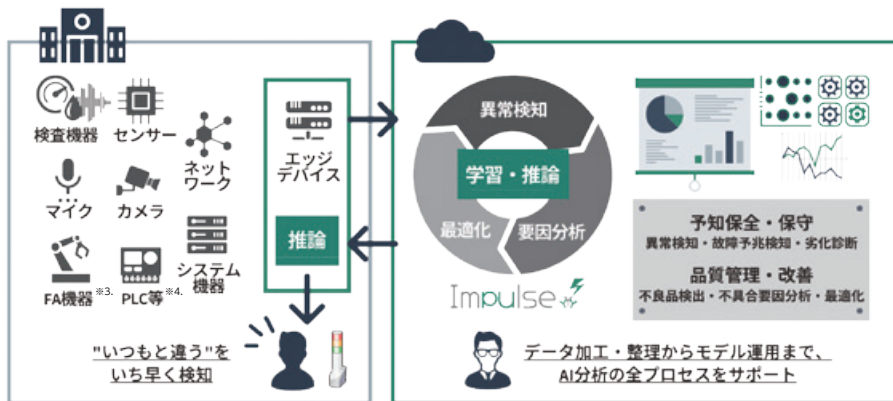 検査機器
センサー
ネット
ワーク
マイク
カメラ
FA機器 ※3.
PLC等 ※4.
システム
機器
エッジ
デバイス
推論
"いつもと違う"を
いち早く検知
異常検知
学習・推論
最適化
要因分析
Impulse
予知保全・保守
異常検知・故障予兆検知・劣化診断
品質管理・改善
不良品検出・不具合要因分析・最適化
データ加工・整理からモデル運用まで、
AI分析の全プロセスをサポート